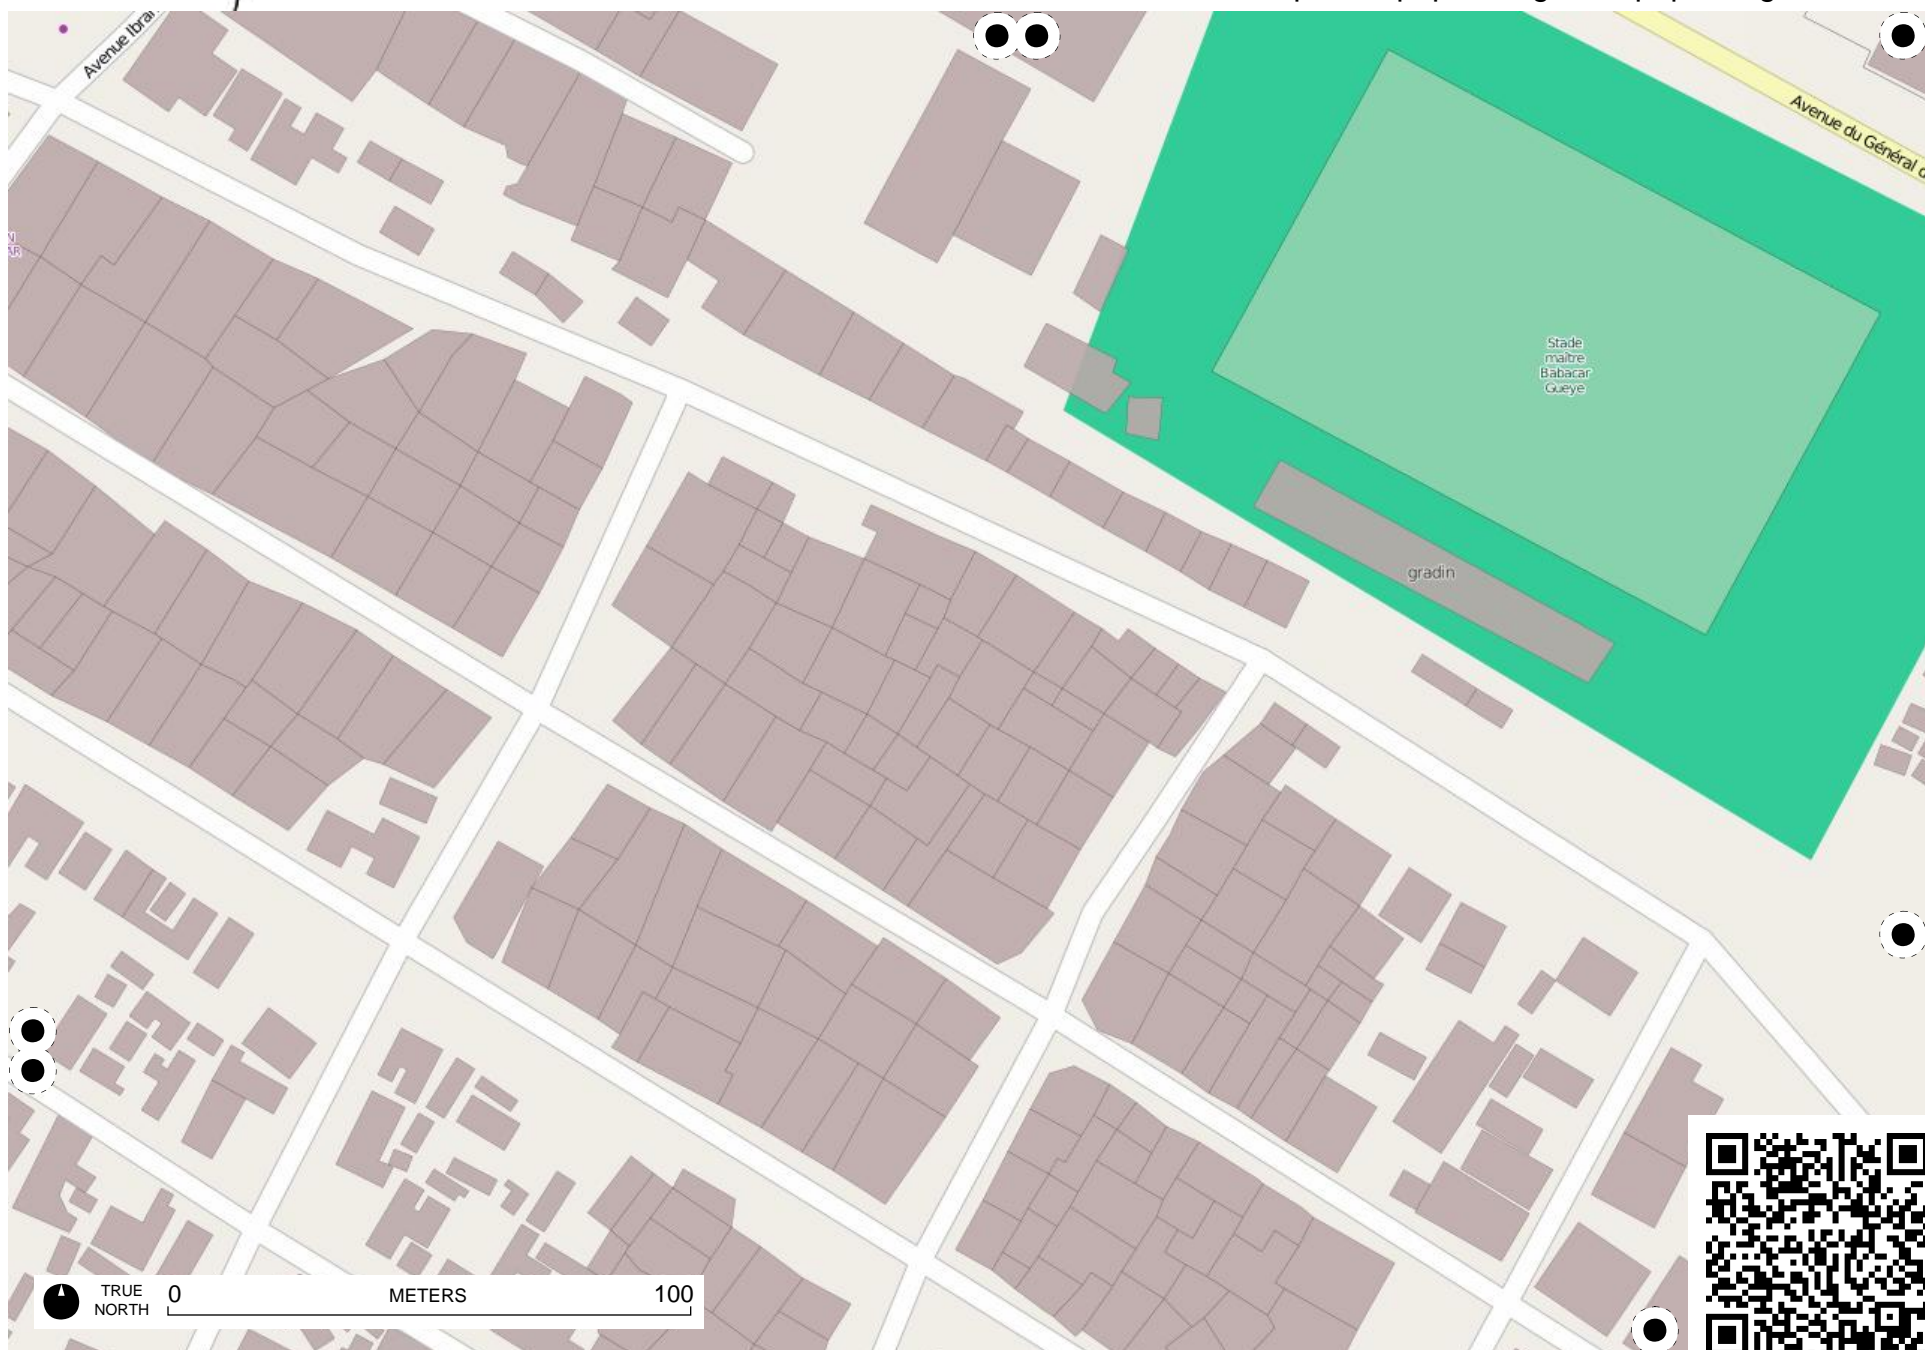 Avenue Ibra
Avenue du Général d
Stade
maître
Babacar
Gueye
gradin
TRUE
NORTH
0
METERS
100